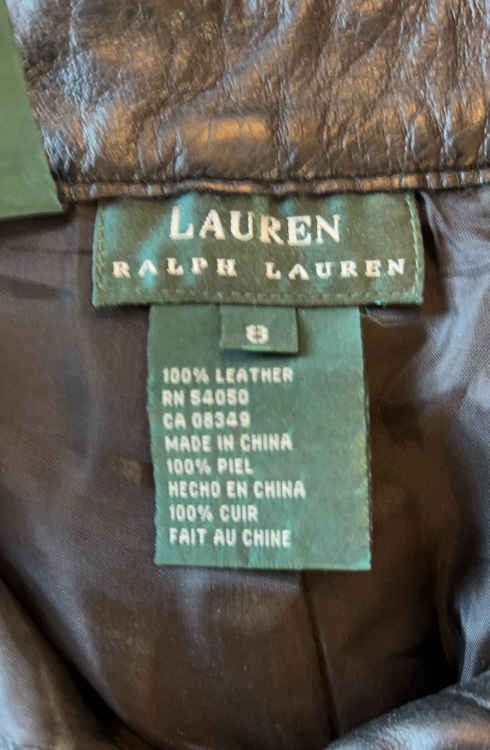 LAUREN
RALPH LAUREN
8
100% LEATHER
RN 54050
CA 08349
MADE IN CHINA
100% PIEL
HECHO EN CHINA
100% CUIR
FAIT AU CHINE